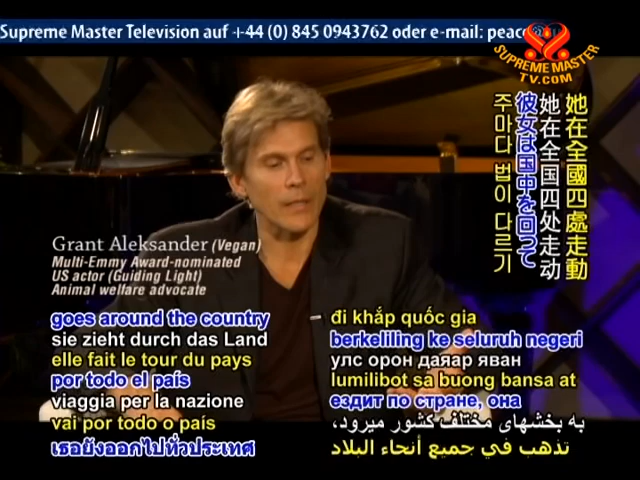 Supreme Master Television auf ++44 (0) 845 0943762 oder e-mail: peace@
SUPREME MASTER
TV.COM
她在全國四處走動
她在全国四处走动
彼女は国中を回って
주마다 법이 다르기
Grant Aleksander (Vegan)
Multi-Emmy Award-nominated
US actor (Guiding Light)
Animal welfare advocate
goes around the country
sie zieht durch das Land
elle fait le tour du pays
por todo el país
viaggia per la nazione
vai por todo o país
เธอยังออกไปทั่วประเทศ
đi khắp quốc gia
berkeliling ke seluruh negeri
улс орон даяар яван
lumilibot sa buong bansa at
ездит по стране, она
به بخشهای مختلف کشور میرود،
تذهب في جميع أنحاء البلاد